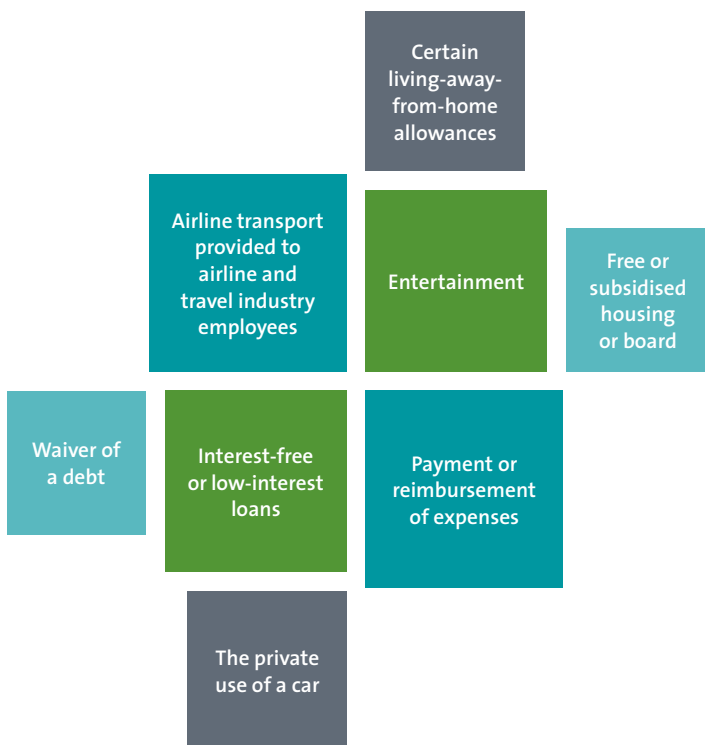 Certain
living-away-
from-home
allowances
Airline transport
provided to
airline and
travel industry
employees
Entertainment
Free or
subsidised
housing
or board
Waiver of
a debt
Interest-free
or low-interest
loans
Payment or
reimbursement
of expenses
The private
use of a car